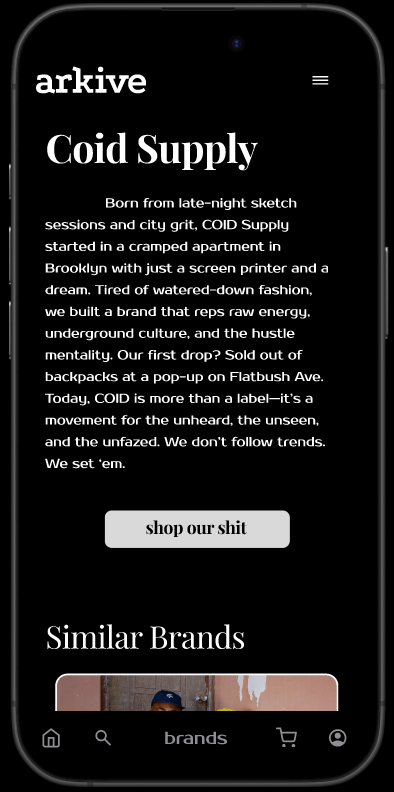 arkive
Coid Supply
Born from late-night sketch
sessions and city grit, COID Supply
started in a cramped apartment in
Brooklyn with just a screen printer and a
dream. Tired of watered-down fashion,
we built a brand that reps raw energy,
underground culture, and the hustle
mentality. Our first drop? Sold out of
backpacks at a pop-up on Flatbush Ave.
Today, COID is more than a label—it's a
movement for the unheard, the unseen,
and the unfazed. We don't follow trends.
We set ‘em.
shop our shit
Similar Brands
brands